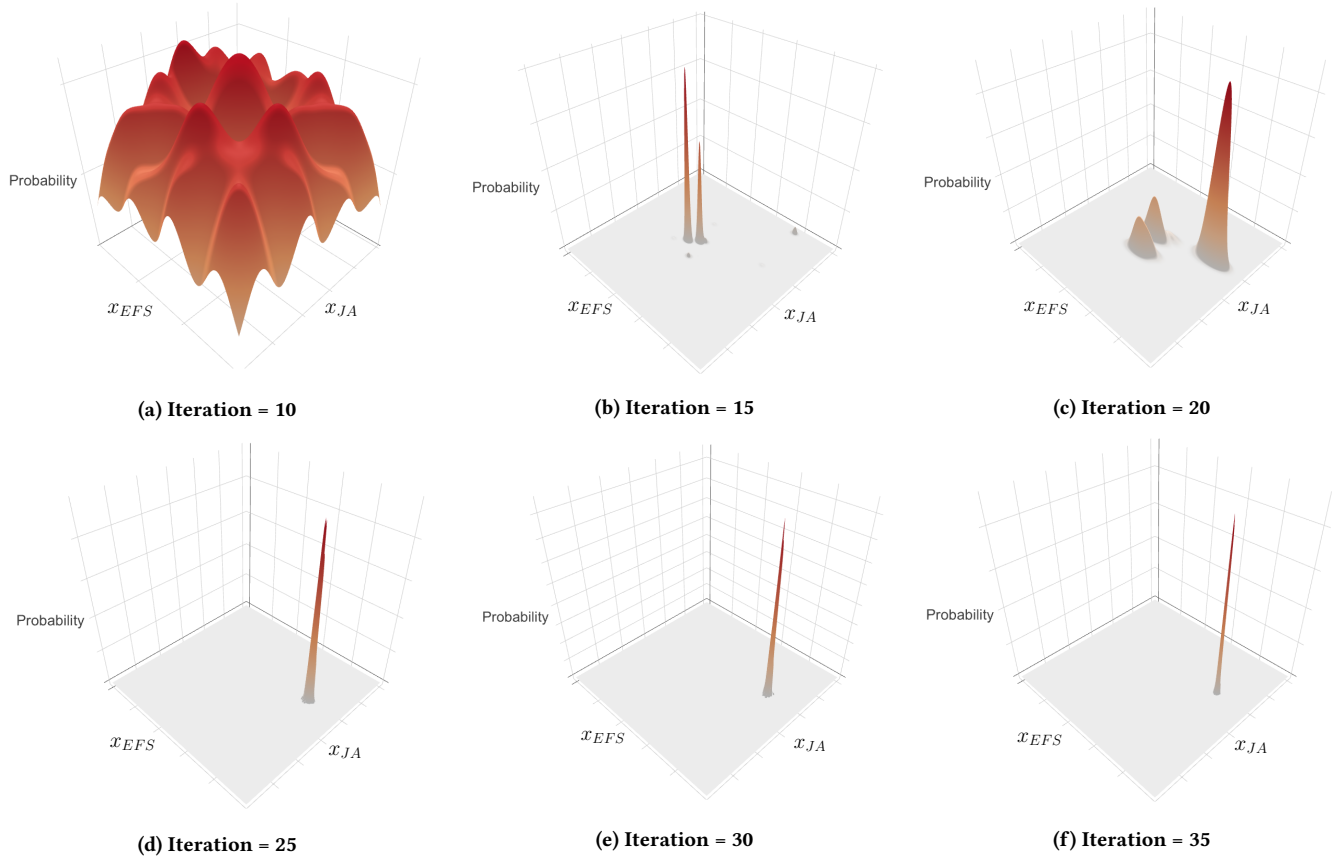 Probability
x_{EFS}
x_{JA}
(a) Iteration = 10
Probability
x_{EFS}
x_{JA}
(b) Iteration = 15
Probability
x_{EFS}
x_{JA}
(c) Iteration = 20
Probability
x_{EFS}
x_{JA}
(d) Iteration = 25
Probability
x_{EFS}
x_{JA}
(e) Iteration = 30
Probability
x_{EFS}
x_{JA}
(f) Iteration = 35